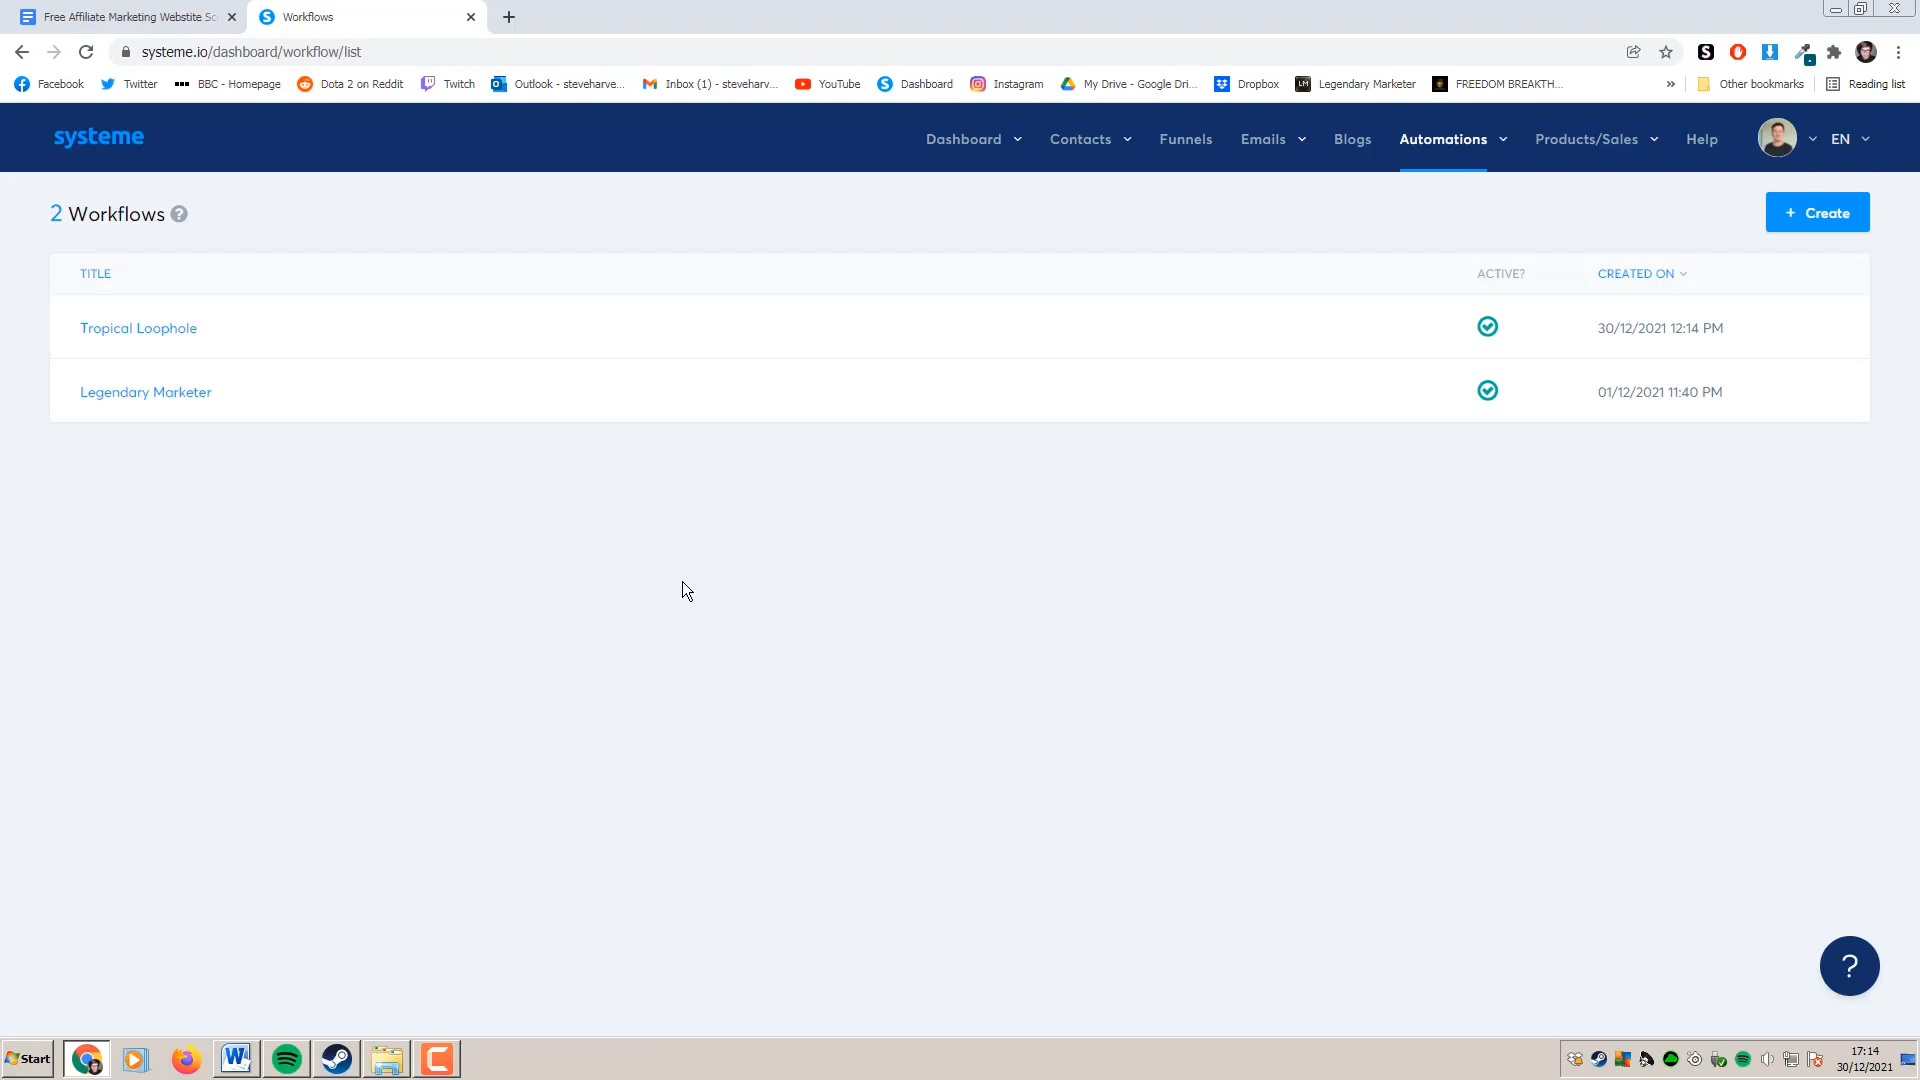 Free Affiliate Marketing Webstite Sc
Workflows
systeme.io/dashboard/workflow/list
Facebook
Twitter
BBC - Homepage
Dota 2 on Reddit
Twitch
Outlook - steveharve...
Inbox (1) - steveharv...
YouTube
Dashboard
Instagram
My Drive - Google Dri...
Dropbox
LM
Legendary Marketer
FREEDOM BREAKTH...
»
Other bookmarks
Reading list
systeme
Dashboard
Contacts
Funnels
Emails
Blogs
Automations
Products/Sales
Help
EN
2 Workflows ?
+ Create
TITLE
ACTIVE?
CREATED ON
Tropical Loophole
30/12/2021 12:14 PM
Legendary Marketer
01/12/2021 11:40 PM
?
Start
17:14
30/12/2021